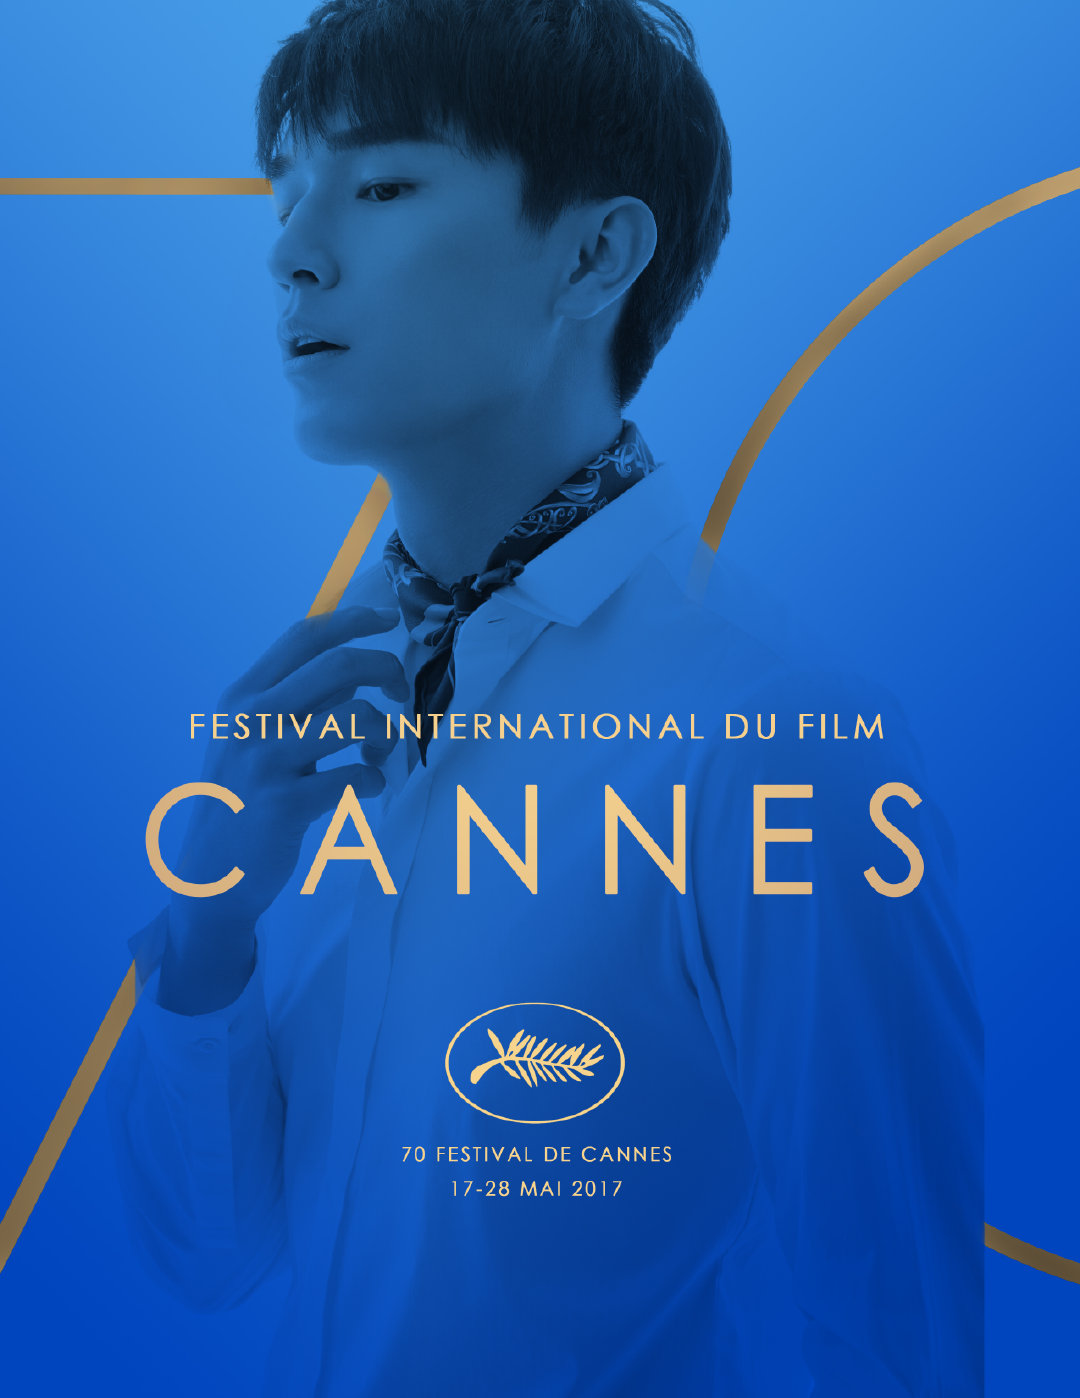 FESTIVAL INTERNATIONAL DU FILM
CANNES
70 FESTIVAL DE CANNES
17-28 MAI 2017